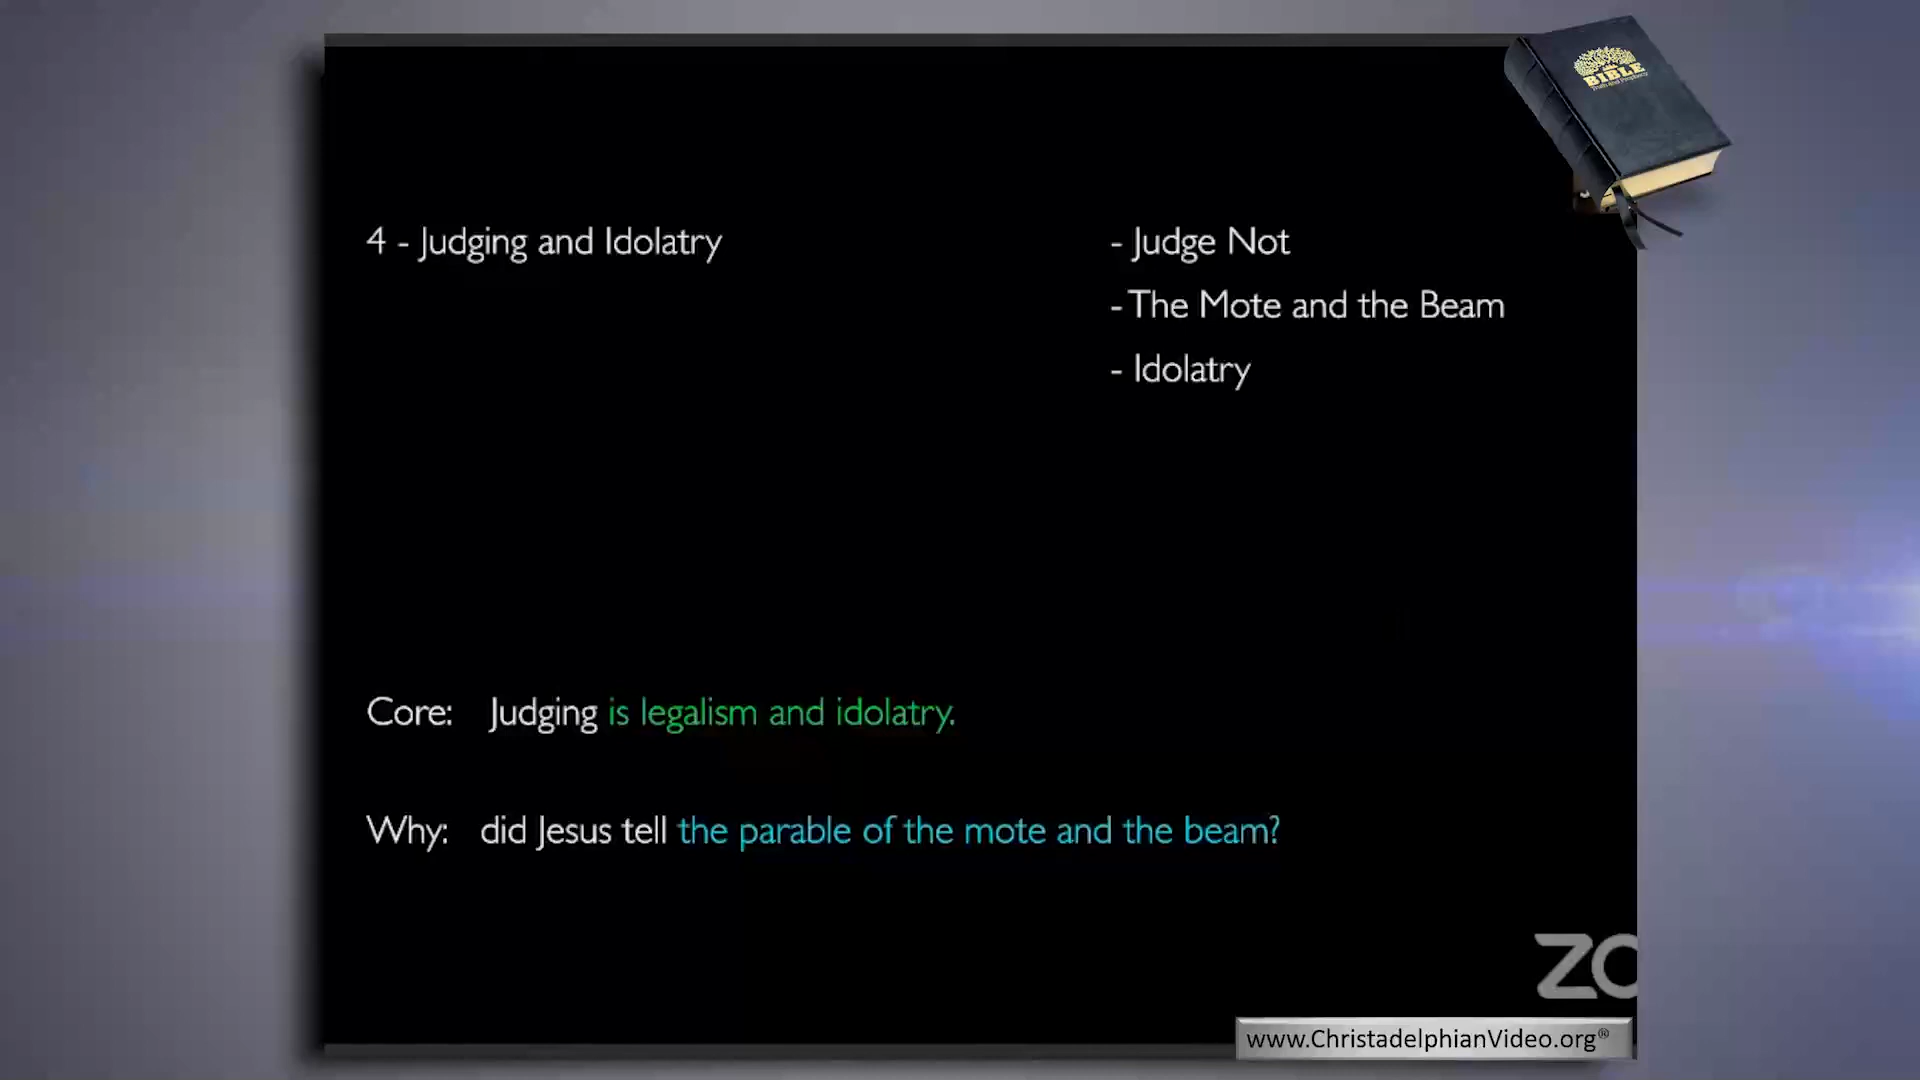 BIBLE
4 - Judging and Idolatry
- Judge Not
- The Mote and the Beam
- Idolatry
Core: Judging is legalism and idolatry.
Why: did Jesus tell the parable of the mote and the beam?
www.ChristadelphianVideo.org®